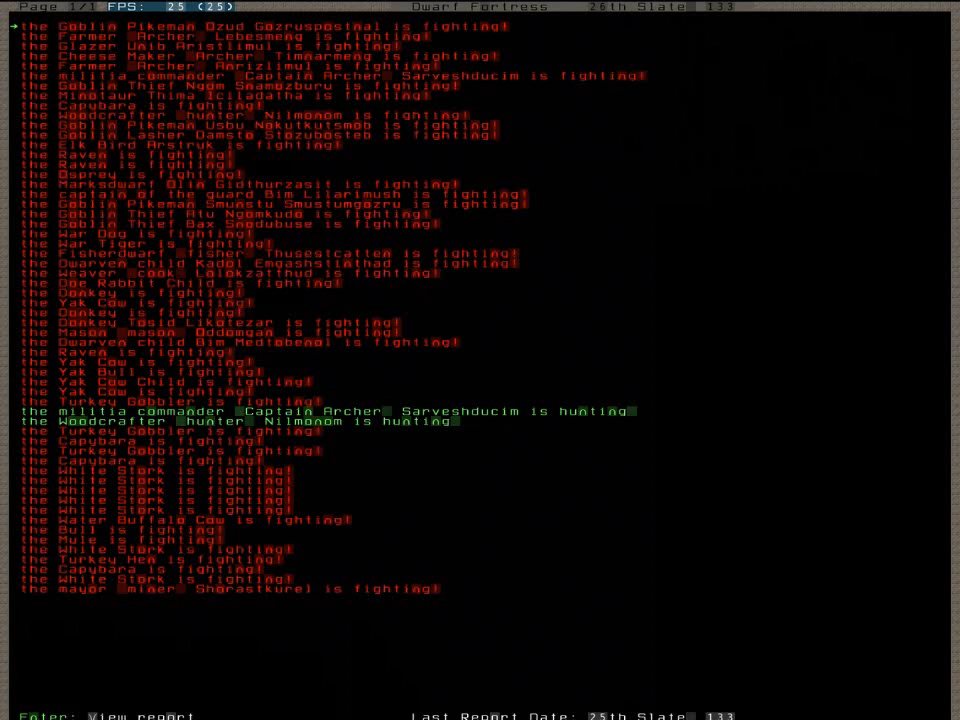 Page 1/1 FPS: 25 (25) Dwarf Fortress 26th Slate 133
the Goblin Pikeman Ozud Gozruspostnal is fighting!
the Farmer Archer Lebesmeng is fighting!
the Glazer Unib Aristlimul is fighting!
the Cheese Maker Archer Timnarmeng is fighting!
the Farmer Archer Anrizlimul is fighting!
the militia commander Captain Archer Sarveshducim is fighting!
the Goblin Thief Ngom Snamuzburu is fighting!
the Minotaur Thima Iciladatha is fighting!
the Capybara is fighting!
the Woodcrafter hunter Nilmonom is fighting!
the Goblin Pikeman Usbu Nokutkutsmob is fighting!
the Goblin Lasher Damsto Stozubosteb is fighting!
the Elk Bird Arstruk is fighting!
the Raven is fighting!
the Raven is fighting!
the Osprey is fighting!
the Marksdwarf Olin Gidthurzasit is fighting!
the captain of the guard Bim Lilarimush is fighting!
the Goblin Pikeman Smunstu Smustumgozru is fighting!
the Goblin Thief Atu Ngomkudo is fighting!
the Goblin Thief Bax Snodubuse is fighting!
the War Dog is fighting!
the War Tiger is fighting!
the Fisherdwarf fisher Thusestcatten is fighting!
the Dwarven child Kadol Emgashstinthad is fighting!
the Weaver cook Lolokzatthud is fighting!
the Doe Rabbit Child is fighting!
the Donkey is fighting!
the Yak Cow is fighting!
the Donkey is fighting!
the Donkey Tosid Likotezar is fighting!
the Mason mason Oddomgan is fighting!
the Dwarven child Bim Medtobenol is fighting!
the Raven is fighting!
the Yak Cow is fighting!
the Yak Bull is fighting!
the Yak Cow Child is fighting!
the Yak Cow is fighting!
the Turkey Gobbler is fighting!
the militia commander Captain Archer Sarveshducim is hunting
the Woodcrafter hunter Nilmonom is hunting
the Turkey Gobbler is fighting!
the Capybara is fighting!
the Turkey Gobbler is fighting!
the Capybara is fighting!
the White Stork is fighting!
the White Stork is fighting!
the White Stork is fighting!
the White Stork is fighting!
the White Stork is fighting!
the Water Buffalo Cow is fighting!
the Bull is fighting!
the Mule is fighting!
the White Stork is fighting!
the Turkey Hen is fighting!
the Capybara is fighting!
the White Stork is fighting!
the mayor miner Shorastkurel is fighting!
Enter: View report Last Report Date: 25th Slate 133